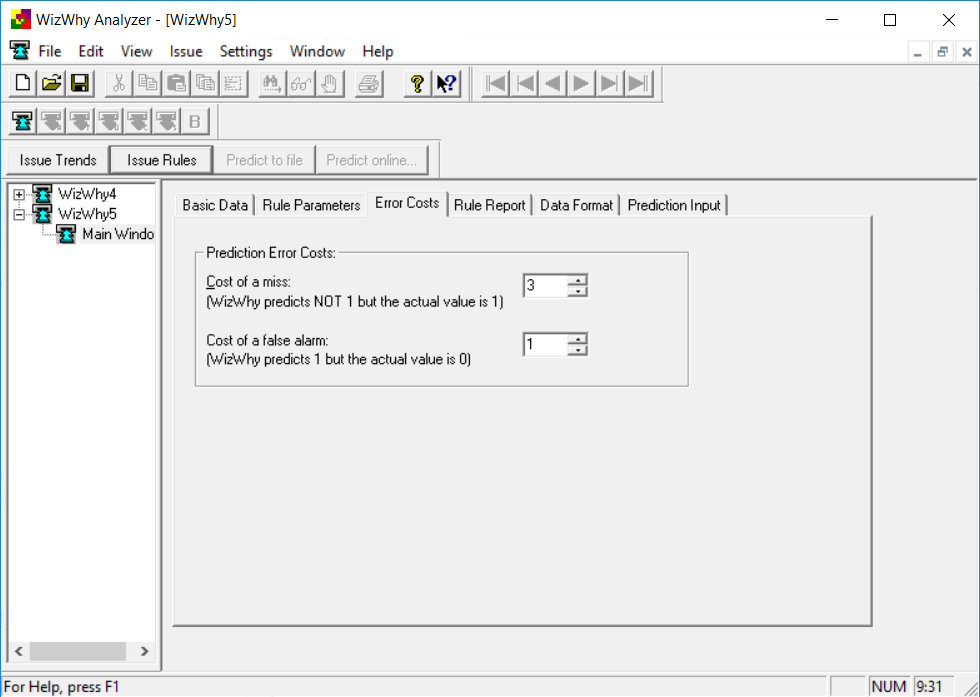 WizWhy Analyzer - [WizWhy5]
File Edit View Issue Settings Window Help
B
Issue Trends Issue Rules Predict to file Predict online...
WizWhy4
WizWhy5
Main Windo
Basic Data Rule Parameters Error Costs Rule Report Data Format Prediction Input
Prediction Error Costs:
Cost of a miss:
(WizWhy predicts NOT 1 but the actual value is 1)
3
Cost of a false alarm:
(WizWhy predicts 1 but the actual value is 0)
1
For Help, press F1
NUM 9:31